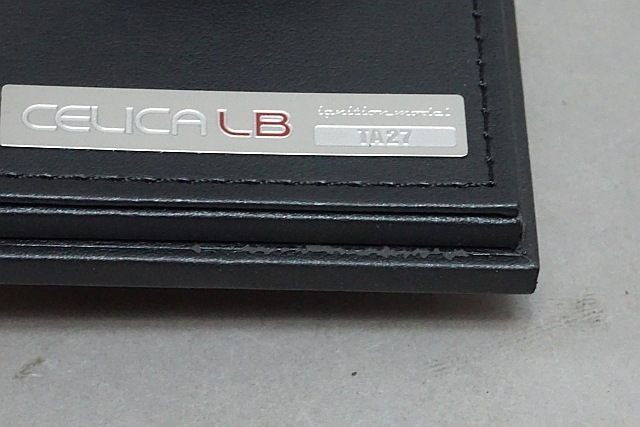 CELICA LB
ignition model
TA27